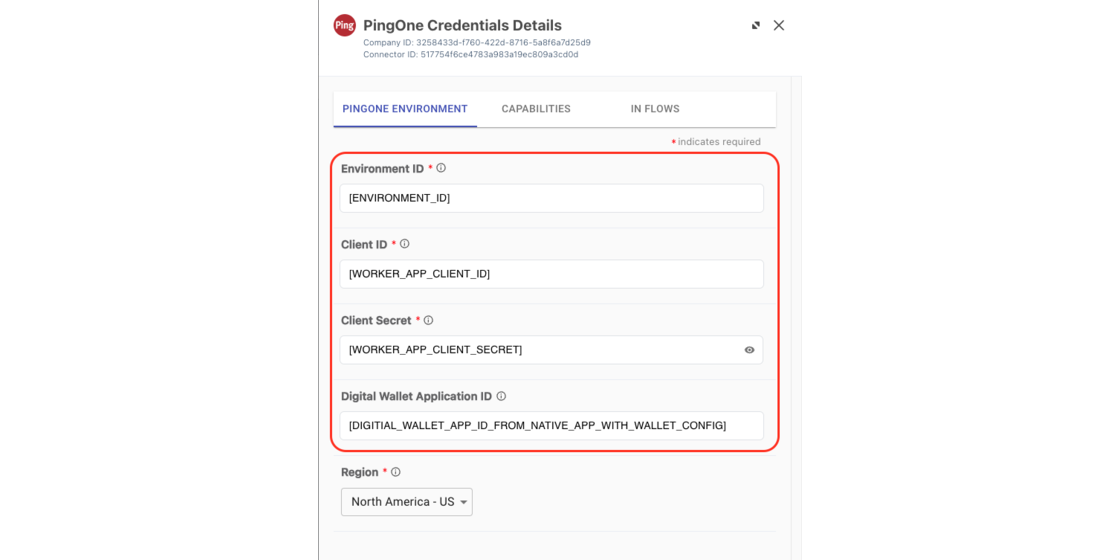 Ping
PingOne Credentials Details
Company ID: 3258433d-f760-422d-8716-5a8f6a7d25d9
Connector ID: 517754f6ce4783a983a19ec809a3cd0d
PINGONE ENVIRONMENT CAPABILITIES IN FLOWS
* indicates required
Environment ID *
[ENVIRONMENT_ID]
Client ID *
[WORKER_APP_CLIENT_ID]
Client Secret *
[WORKER_APP_CLIENT_SECRET]
Digital Wallet Application ID
[DIGITIAL_WALLET_APP_ID_FROM_NATIVE_APP_WITH_WALLET_CONFIG]
Region *
North America - US